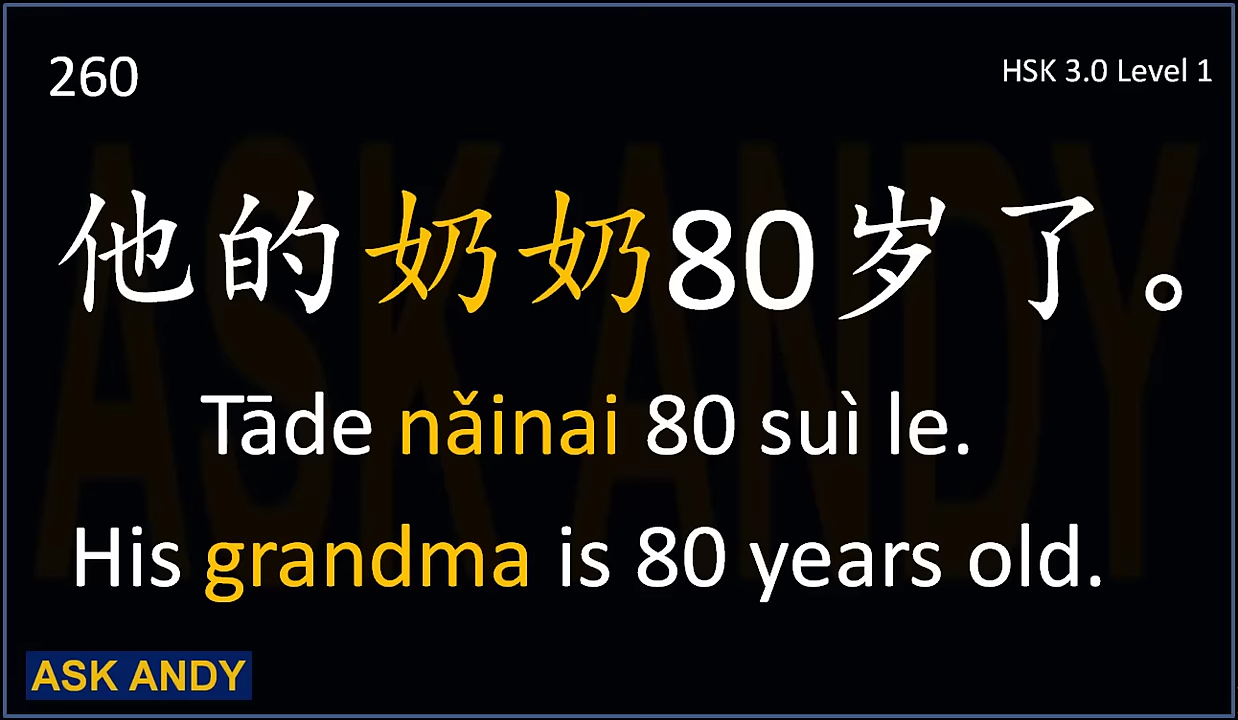 260
HSK 3.0 Level 1
他的奶奶80岁了。
Tāde nǎinai 80 suì le.
His grandma is 80 years old.
ASK ANDY
ASK ANDY